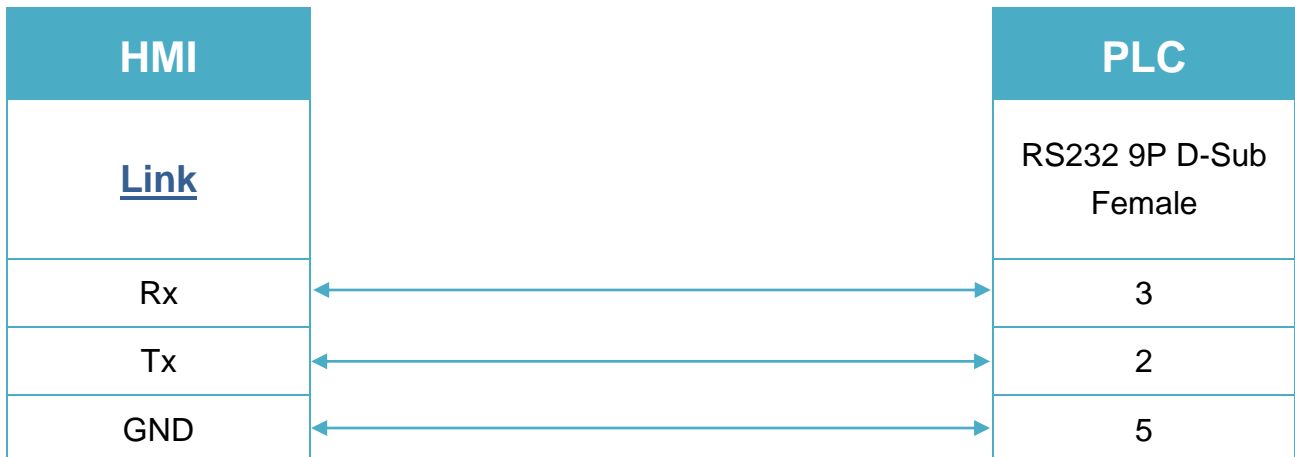 HMI
PLC
Link
RS232 9P D-Sub
Female
Rx
3
Tx
2
GND
5